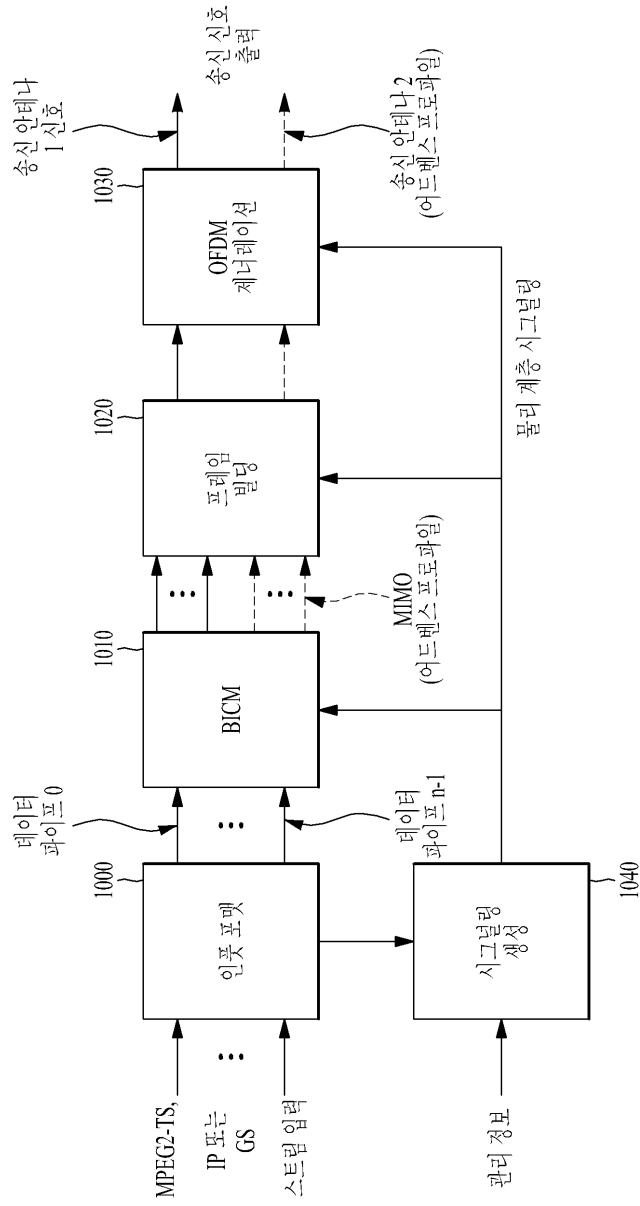 MPEG2-TS,
IP 또는
GS
스트림 입력
관리 정보
1000
인풋 포맷
데이터
파이프 0
데이터
파이프 n-1
1040
시그널링
생성
1010
BICM
MIMO
(어드벤스 프로파일)
1020
프레임
빌딩
물리 계층 시그널링
1030
OFDM
제너레이션
송신 안테나
1 신호
송신 안테나 2
(어드벤스 프로파일)
송신 신호
출력